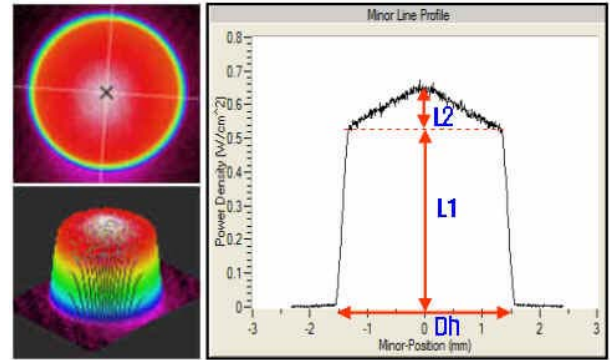 Minor Line Profile
Power Density [W//cm^2]
0.8
0.7
0.6
0.5
0.4
0.3
0.2
0.1
0
L2
L1
Dh
-3
-2
-1
0
1
2
3
Minor-Position (mm)